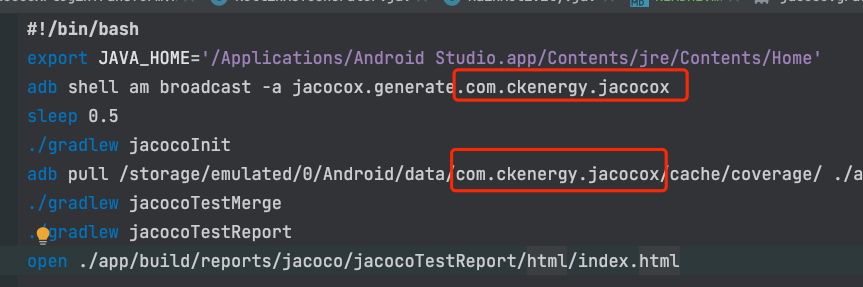 #!/bin/bash
export JAVA_HOME='/Applications/Android Studio.app/Contents/jre/Contents/Home'
adb shell am broadcast -a jacocox.generate.com.ckenergy.jacocox
sleep 0.5
./gradlew jacocoInit
adb pull /storage/emulated/0/Android/data/com.ckenergy.jacocox/cache/coverage/ ./a
./gradlew jacocoTestMerge
./gradlew jacocoTestReport
open ./app/build/reports/jacoco/jacocoTestReport/html/index.html